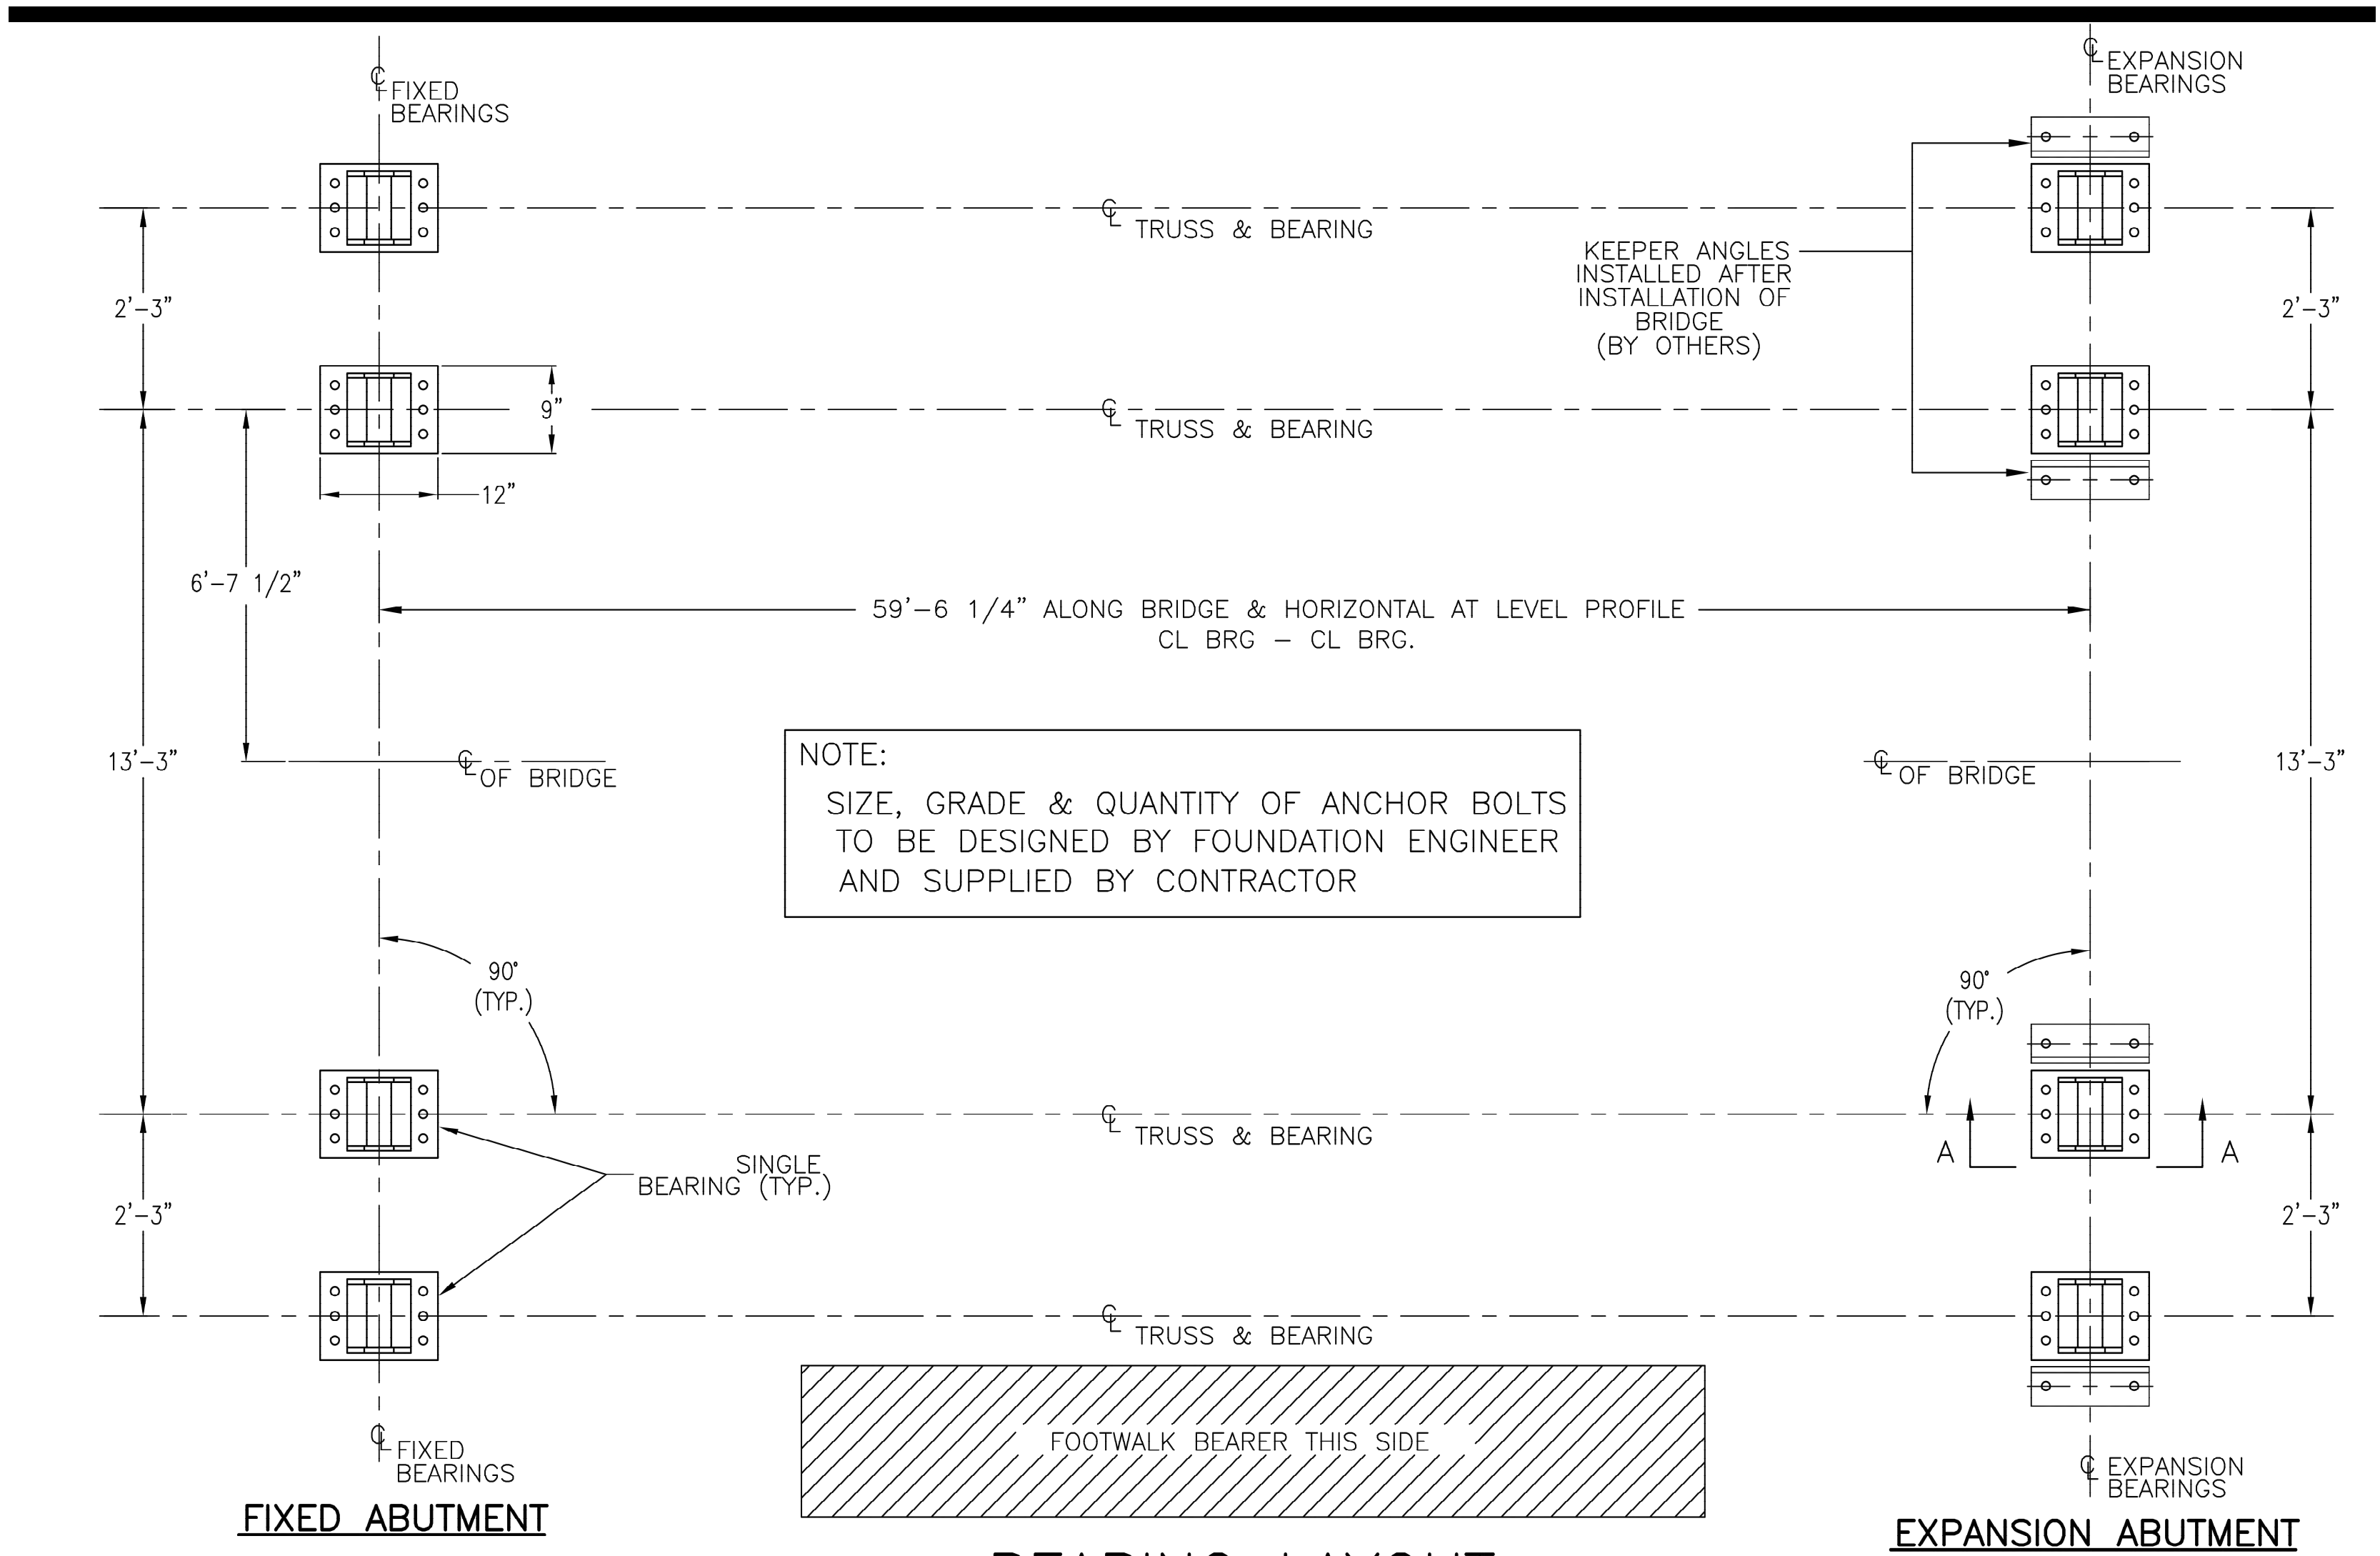 ℄ FIXED
BEARINGS
℄ EXPANSION
BEARINGS
℄ TRUSS & BEARING
KEEPER ANGLES
INSTALLED AFTER
INSTALLATION OF
BRIDGE
(BY OTHERS)
2'-3"
2'-3"
9"
℄ TRUSS & BEARING
12"
6'-7 1/2"
59'-6 1/4" ALONG BRIDGE & HORIZONTAL AT LEVEL PROFILE
CL BRG - CL BRG.
13'-3"
℄ OF BRIDGE
NOTE:
SIZE, GRADE & QUANTITY OF ANCHOR BOLTS
TO BE DESIGNED BY FOUNDATION ENGINEER
AND SUPPLIED BY CONTRACTOR
℄ OF BRIDGE
13'-3"
90°
(TYP.)
90°
(TYP.)
℄ TRUSS & BEARING
A
A
SINGLE
BEARING (TYP.)
2'-3"
2'-3"
℄ TRUSS & BEARING
FOOTWALK BEARER THIS SIDE
℄ FIXED
BEARINGS
℄ EXPANSION
BEARINGS
FIXED ABUTMENT
EXPANSION ABUTMENT
BEARING LAYOUT